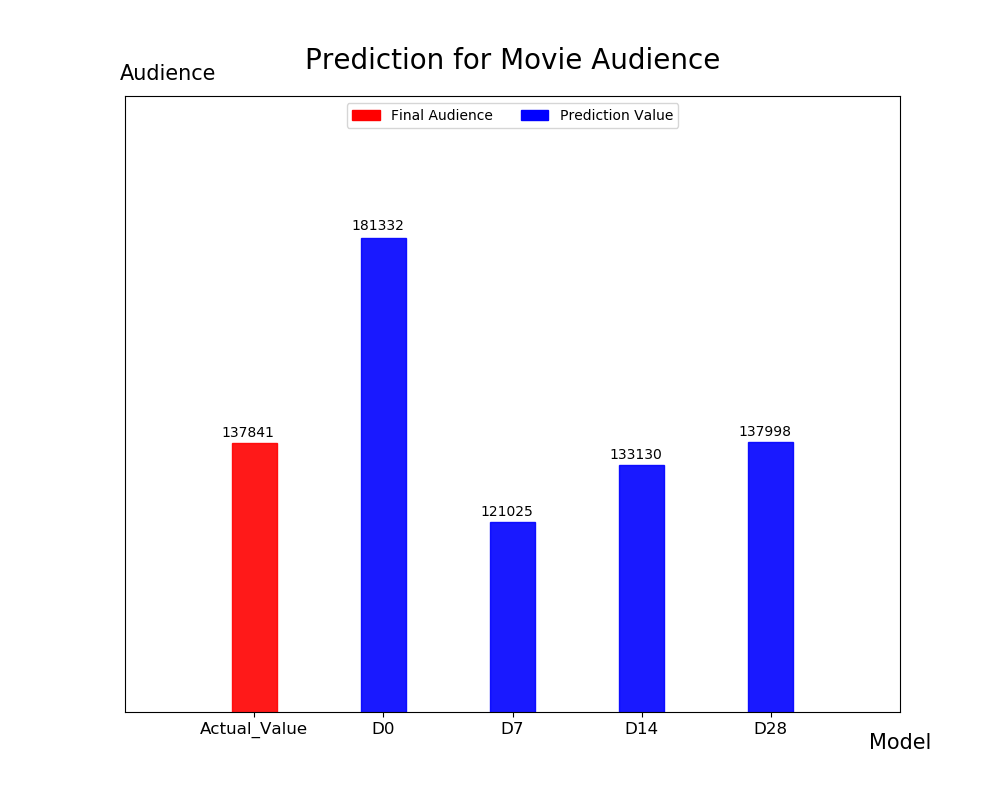 Prediction for Movie Audience
Audience
Final Audience
Prediction Value
181332
137841
137998
133130
121025
Actual_Value
D0
D7
D14
D28
Model